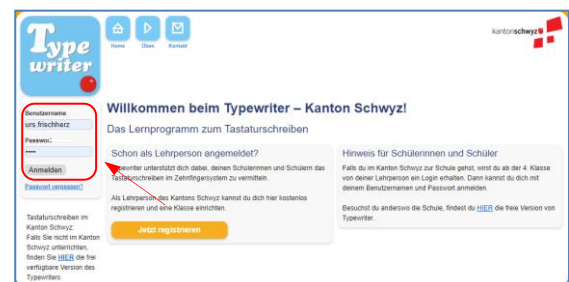 Type
writer
Home Üben Kontakt
kantonschwyz
Benutzername
urs.frischherz
Passwort
••••
Anmelden
Passwort vergessen?
Tastaturschreiben im
Kanton Schwyz:
Falls Sie nicht im Kanton
Schwyz unterrichten,
finden Sie HIER die frei
verfügbare Version des
Typewriters.
Willkommen beim Typewriter – Kanton Schwyz!
Das Lernprogramm zum Tastaturschreiben
Schon als Lehrperson angemeldet?
Typewriter unterstützt dich dabei, deinen Schülerinnen und Schülern das
Tastaturschreiben im Zehnfingersystem zu vermitteln.
Als Lehrperson des Kantons Schwyz kannst du dich hier kostenlos
registrieren und eine Klasse einrichten.
Jetzt registrieren
Hinweis für Schülerinnen und Schüler
Falls du im Kanton Schwyz zur Schule gehst, wirst du ab der 4. Klasse
von deiner Lehrperson ein Login erhalten. Dann kannst du dich mit
deinem Benutzernamen und Passwort anmelden.
Besuchst du anderswo die Schule, findest du HIER die freie Version von
Typewriter.